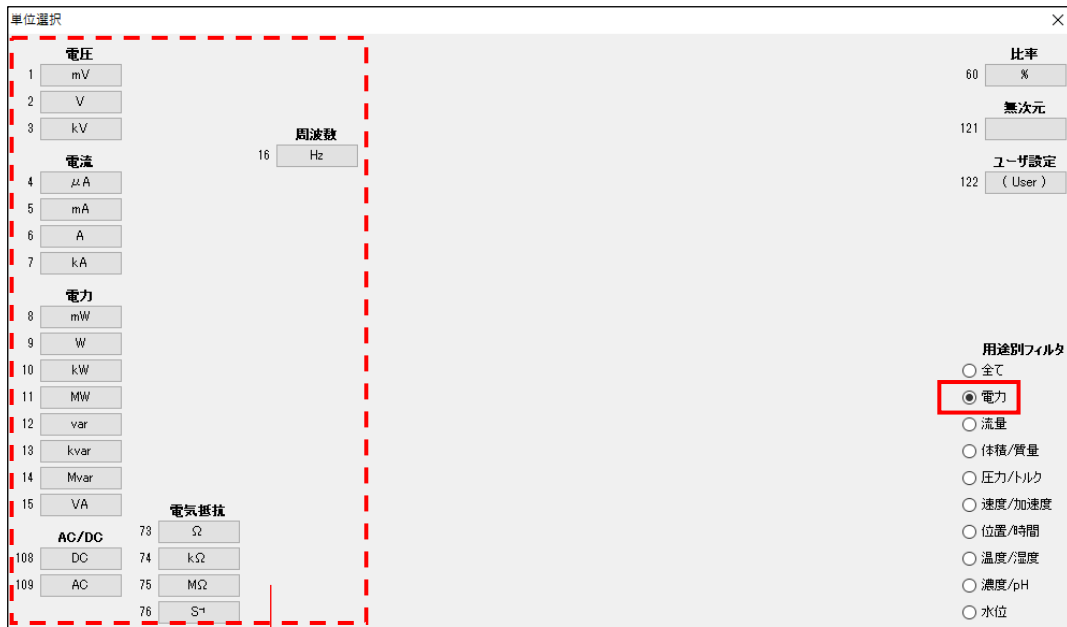 単位選択
電圧
1 mV
2 V
3 kV
電流
4 μA
5 mA
6 A
7 kA
電力
8 mW
9 W
10 kW
11 MW
12 var
13 kvar
14 Mvar
15 VA
AC/DC
108 DC
109 AC
電気抵抗
73 Ω
74 kΩ
75 MΩ
76
周波数
16 Hz
比率
60 %
無次元
121
ユーザ設定
122 (User)
用途別フィルタ
全て
電力
流量
体積/質量
圧力/トルク
速度/加速度
位置/時間
温度/湿度
濃度/pH
水位